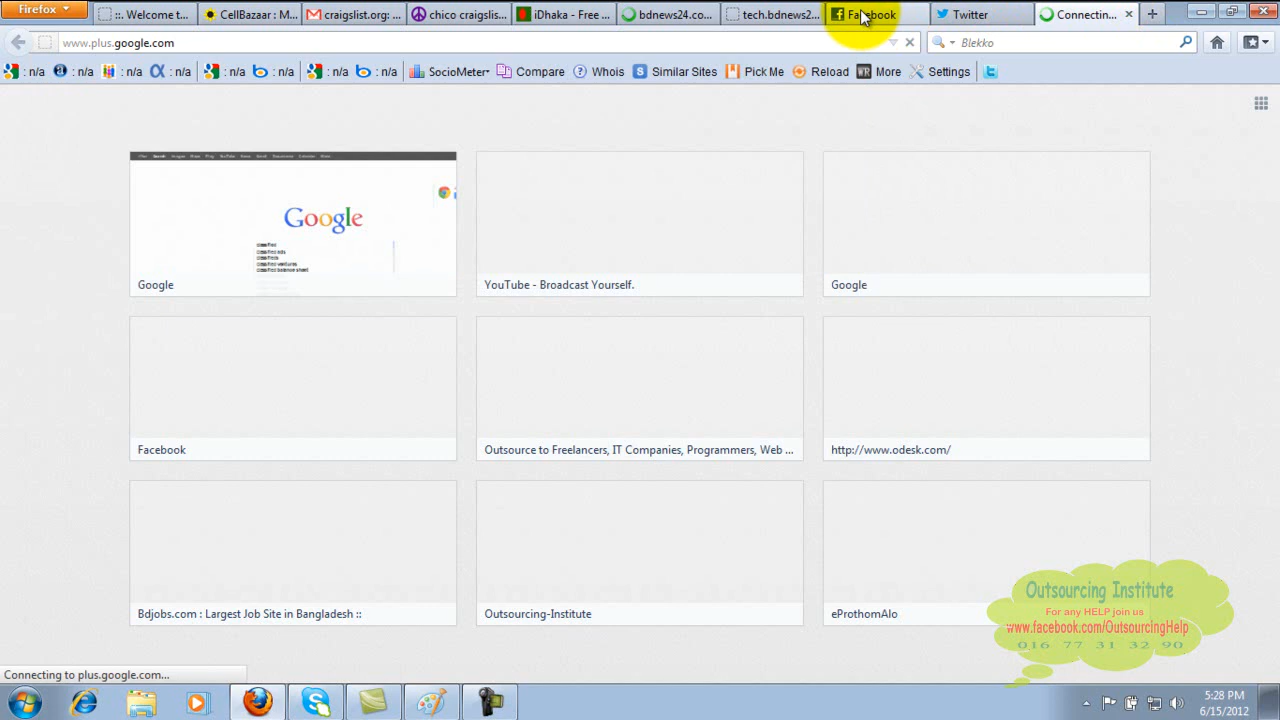 Firefox
::. Welcome t...
CellBazaar : M...
craigslist.org: ...
chico craigslis...
iDhaka - Free ...
bdnews24.co...
tech.bdnews2...
Facebook
Twitter
Connectin...
www.plus.google.com
Blekko
: n/a
: n/a
: n/a
: n/a
: n/a
: n/a
: n/a
: n/a
SocioMeter
Compare
Whois
Similar Sites
Pick Me
Reload
More
Settings
Google
Google
YouTube - Broadcast Yourself.
Google
Facebook
Outsource to Freelancers, IT Companies, Programmers, Web ...
http://www.odesk.com/
Bdjobs.com : Largest Job Site in Bangladesh ::
Outsourcing-Institute
eProthomAlo
Outsourcing Institute
For any HELP join us
www.facebook.com/OutsourcingHelp
016 77 31 32 90
Connecting to plus.google.com...
5:28 PM
6/15/2012